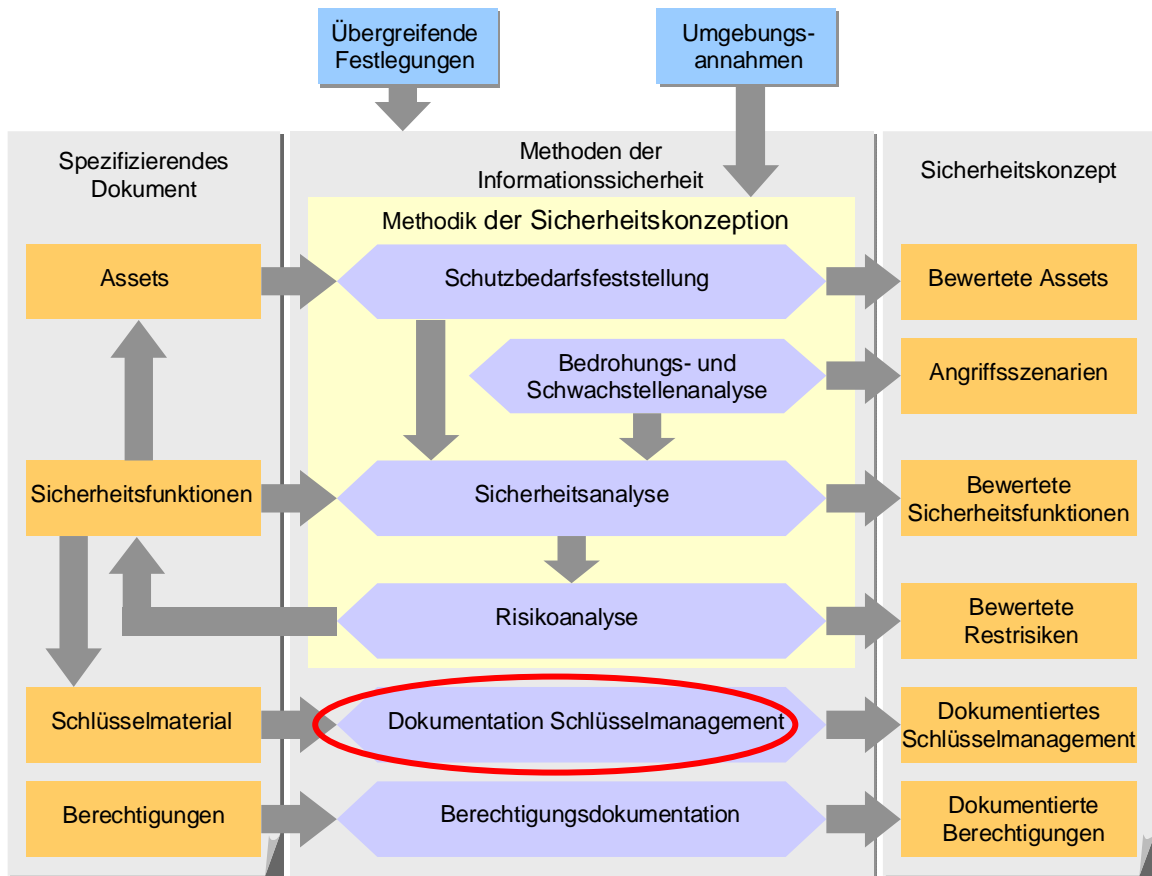 Übergreifende
Festlegungen
Umgebungs-
annahmen
Spezifizierendes
Dokument
Methoden der
Informationssicherheit
Sicherheitskonzept
Methodik der Sicherheitskonzeption
Assets
Schutzbedarfsfeststellung
Bewertete Assets
Bedrohungs- und
Schwachstellenanalyse
Angriffsszenarien
Sicherheitsfunktionen
Sicherheitsanalyse
Bewertete
Sicherheitsfunktionen
Risikoanalyse
Bewertete
Restrisiken
Schlüsselmaterial
Dokumentation Schlüsselmanagement
Dokumentiertes
Schlüsselmanagement
Berechtigungen
Berechtigungsdokumentation
Dokumentierte
Berechtigungen